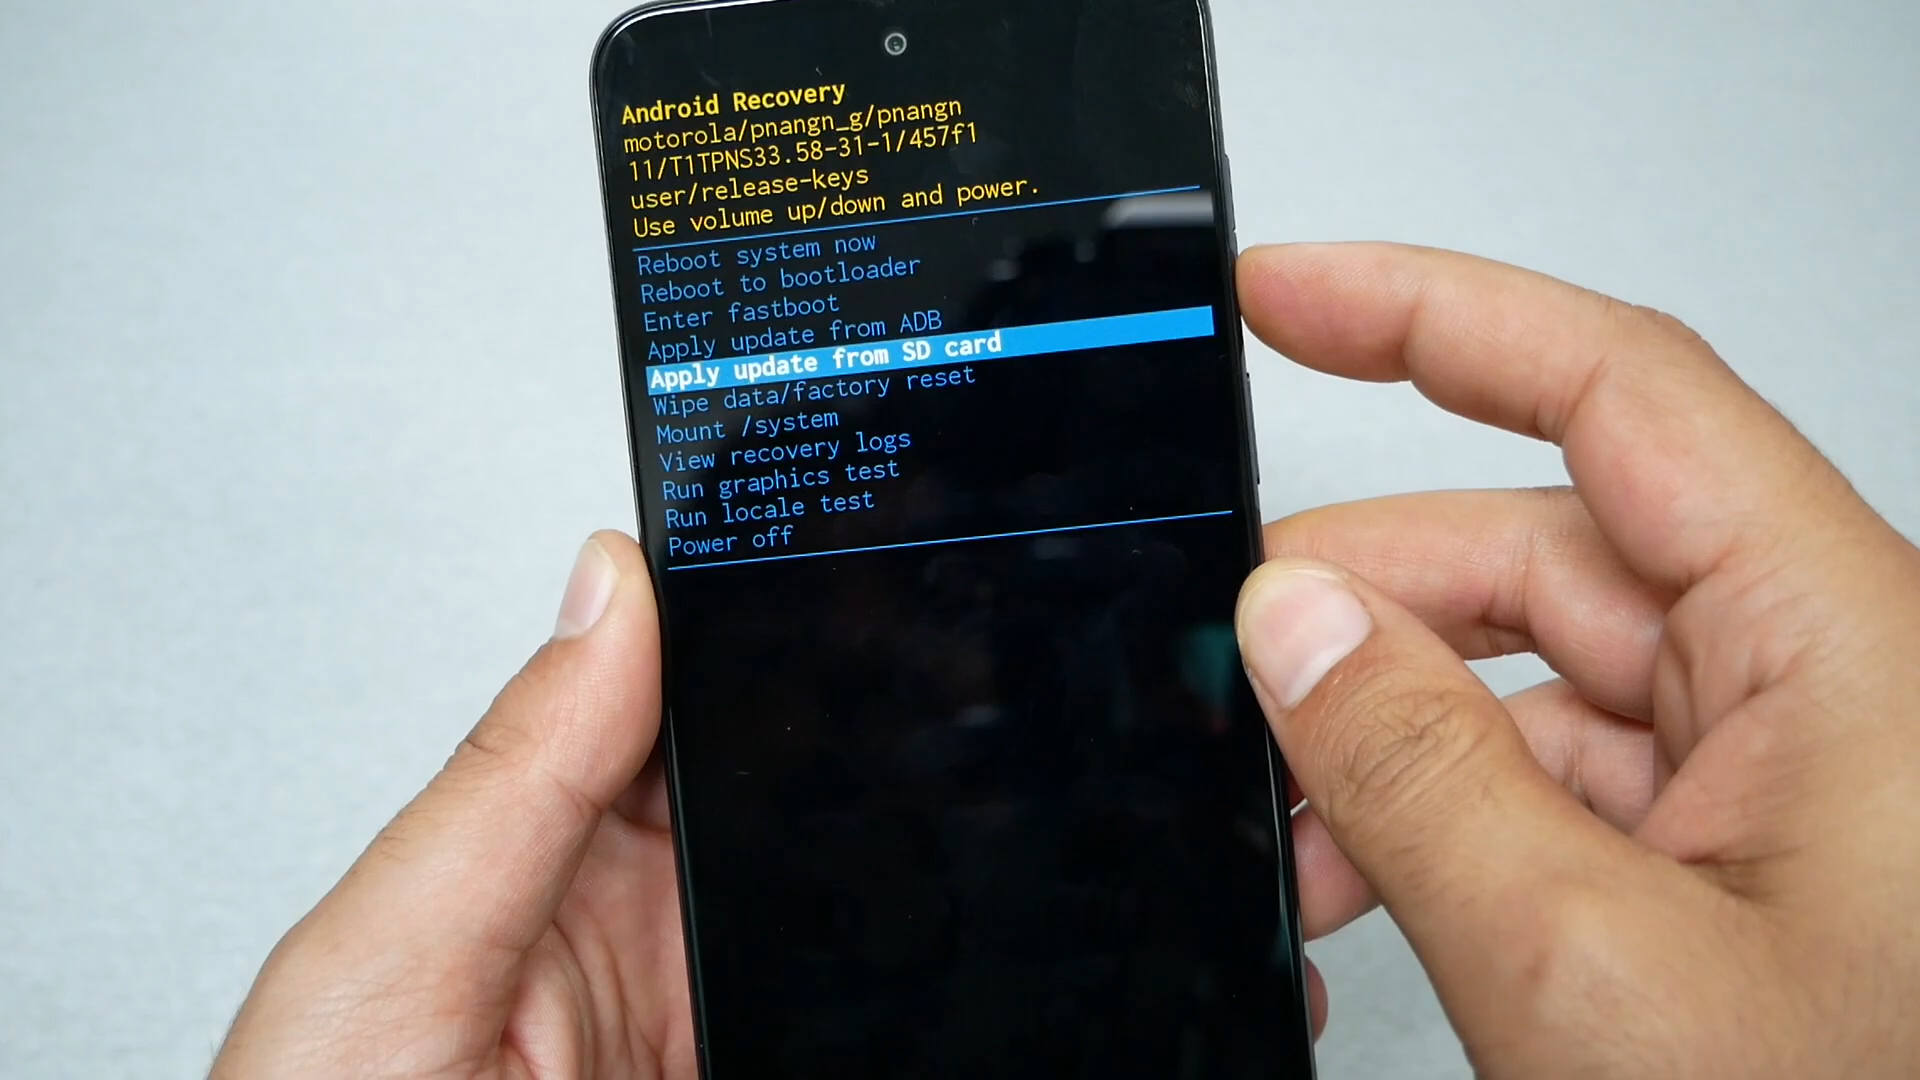 Android Recovery
motorola/pnangn_g/pnangn
11/T1TPNS33.58-31-1/457f1
user/release-keys
Use volume up/down and power.
Reboot system now
Reboot to bootloader
Enter fastboot
Apply update from ADB
Apply update from SD card
Wipe data/factory reset
Mount /system
View recovery logs
Run graphics test
Run locale test
Power off